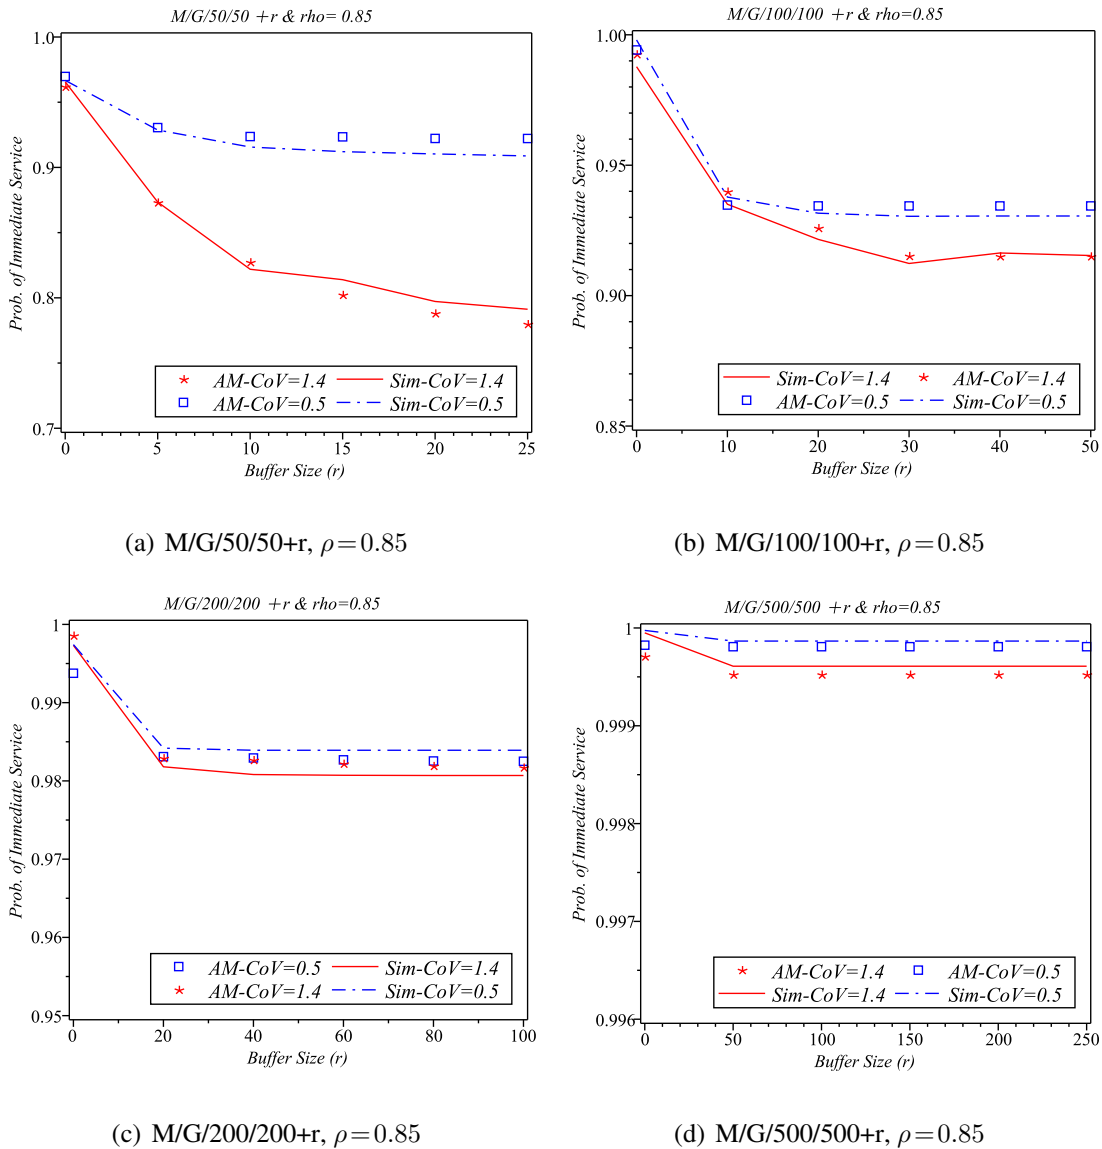 M/G/50/50 +r & rho= 0.85
1.0
0.9
0.8
0.7
Prob. of Immediate Service
AM-CoV=1.4 Sim-CoV=1.4
AM-CoV=0.5 Sim-CoV=0.5
0 5 10 15 20 25
Buffer Size (r)
(a) M/G/50/50+r, ρ=0.85
M/G/100/100 +r & rho=0.85
1.00
0.95
0.90
0.85
Prob. of Immediate Service
Sim-CoV=1.4 AM-CoV=1.4
AM-CoV=0.5 Sim-CoV=0.5
0 10 20 30 40 50
Buffer Size (r)
(b) M/G/100/100+r, ρ=0.85
M/G/200/200 +r & rho=0.85
1
0.99
0.98
0.97
0.96
0.95
Prob. of Immediate Service
AM-CoV=0.5 Sim-CoV=1.4
AM-CoV=1.4 Sim-CoV=0.5
0 20 40 60 80 100
Buffer Size (r)
(c) M/G/200/200+r, ρ=0.85
M/G/500/500 +r & rho=0.85
1
0.999
0.998
0.997
0.996
Prob. of Immediate Service
AM-CoV=1.4 AM-CoV=0.5
Sim-CoV=1.4 Sim-CoV=0.5
0 50 100 150 200 250
Buffer Size (r)
(d) M/G/500/500+r, ρ=0.85